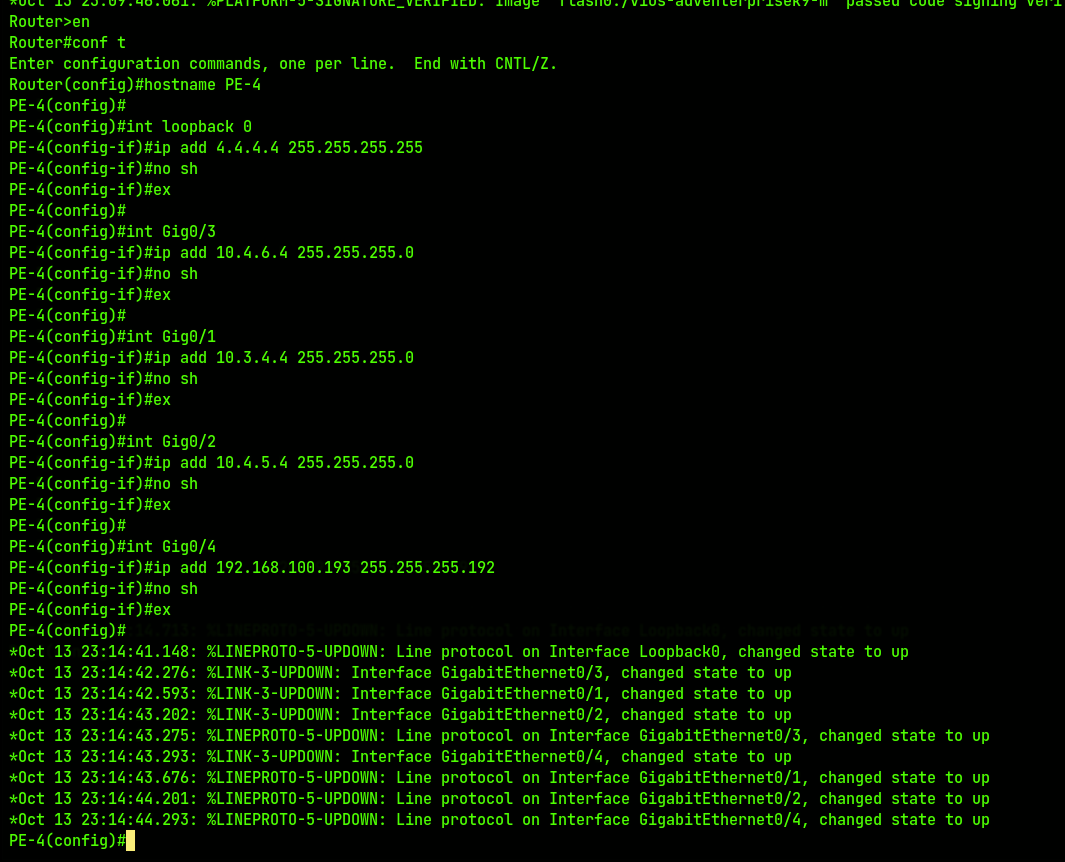 *Oct 13 23:09:46.061: %PLATFORM-5-SIGNATURE_VERIFIED: Image 'flash0:/vios-adventerprisek9-m' passed code signing veri
Router>en
Router#conf t
Enter configuration commands, one per line.  End with CNTL/Z.
Router(config)#hostname PE-4
PE-4(config)#
PE-4(config)#int loopback 0
PE-4(config-if)#ip add 4.4.4.4 255.255.255.255
PE-4(config-if)#no sh
PE-4(config-if)#ex
PE-4(config)#
PE-4(config)#int Gig0/3
PE-4(config-if)#ip add 10.4.6.4 255.255.255.0
PE-4(config-if)#no sh
PE-4(config-if)#ex
PE-4(config)#
PE-4(config)#int Gig0/1
PE-4(config-if)#ip add 10.3.4.4 255.255.255.0
PE-4(config-if)#no sh
PE-4(config-if)#ex
PE-4(config)#
PE-4(config)#int Gig0/2
PE-4(config-if)#ip add 10.4.5.4 255.255.255.0
PE-4(config-if)#no sh
PE-4(config-if)#ex
PE-4(config)#
PE-4(config)#int Gig0/4
PE-4(config-if)#ip add 192.168.100.193 255.255.255.192
PE-4(config-if)#no sh
PE-4(config-if)#ex
PE-4(config)#
*Oct 13 23:14:41.148: %LINEPROTO-5-UPDOWN: Line protocol on Interface Loopback0, changed state to up
*Oct 13 23:14:42.276: %LINK-3-UPDOWN: Interface GigabitEthernet0/3, changed state to up
*Oct 13 23:14:42.593: %LINK-3-UPDOWN: Interface GigabitEthernet0/1, changed state to up
*Oct 13 23:14:43.202: %LINK-3-UPDOWN: Interface GigabitEthernet0/2, changed state to up
*Oct 13 23:14:43.275: %LINEPROTO-5-UPDOWN: Line protocol on Interface GigabitEthernet0/3, changed state to up
*Oct 13 23:14:43.293: %LINK-3-UPDOWN: Interface GigabitEthernet0/4, changed state to up
*Oct 13 23:14:43.676: %LINEPROTO-5-UPDOWN: Line protocol on Interface GigabitEthernet0/1, changed state to up
*Oct 13 23:14:44.201: %LINEPROTO-5-UPDOWN: Line protocol on Interface GigabitEthernet0/2, changed state to up
*Oct 13 23:14:44.293: %LINEPROTO-5-UPDOWN: Line protocol on Interface GigabitEthernet0/4, changed state to up
PE-4(config)#